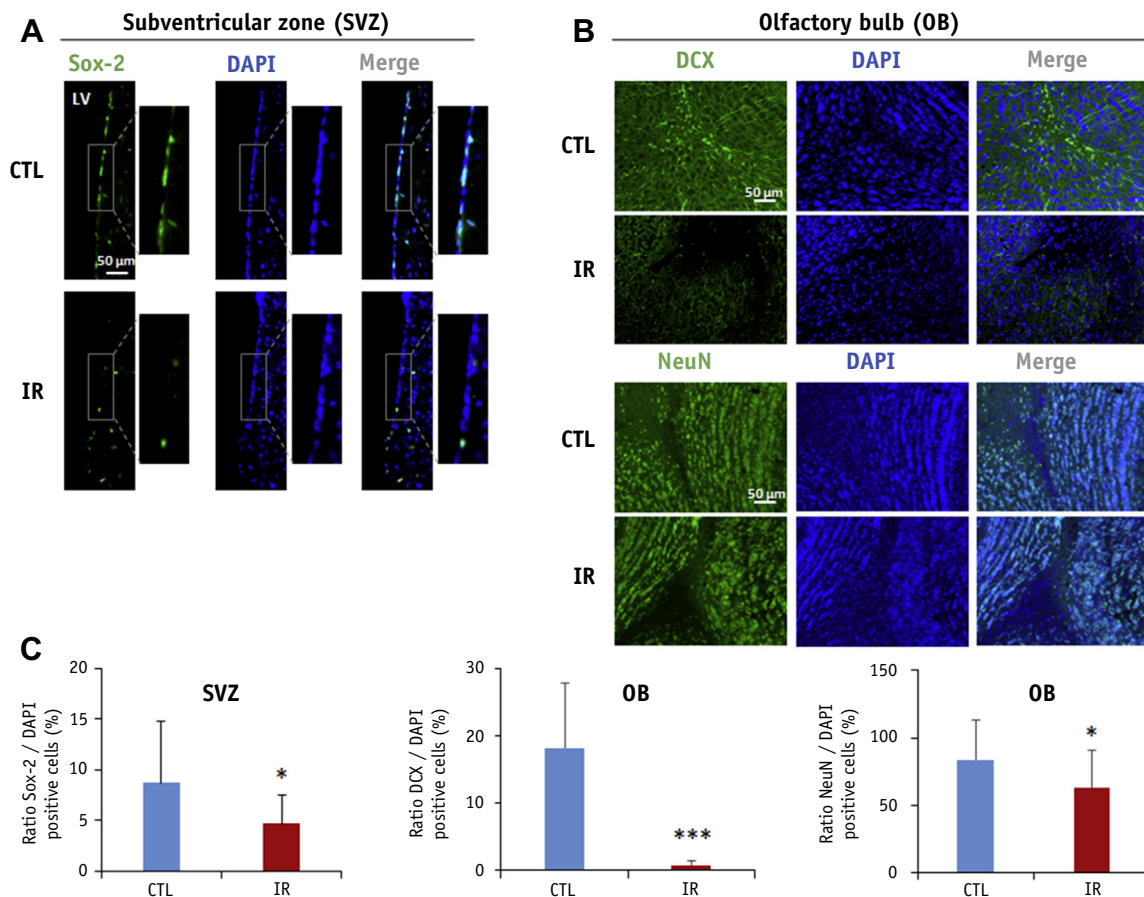 A
Subventricular zone (SVZ)
Sox-2
DAPI
Merge
LV
CTL
50 µm
IR
B
Olfactory bulb (OB)
DCX
DAPI
Merge
CTL
50 µm
IR
NeuN
DAPI
Merge
CTL
50 µm
IR
C
SVZ
Ratio Sox-2 / DAPI
positive cells (%)
20
15
10
5
0
*
CTL
IR
OB
Ratio DCX / DAPI
positive cells (%)
30
20
10
0
***
CTL
IR
OB
Ratio NeuN / DAPI
positive cells (%)
150
100
50
0
*
CTL
IR